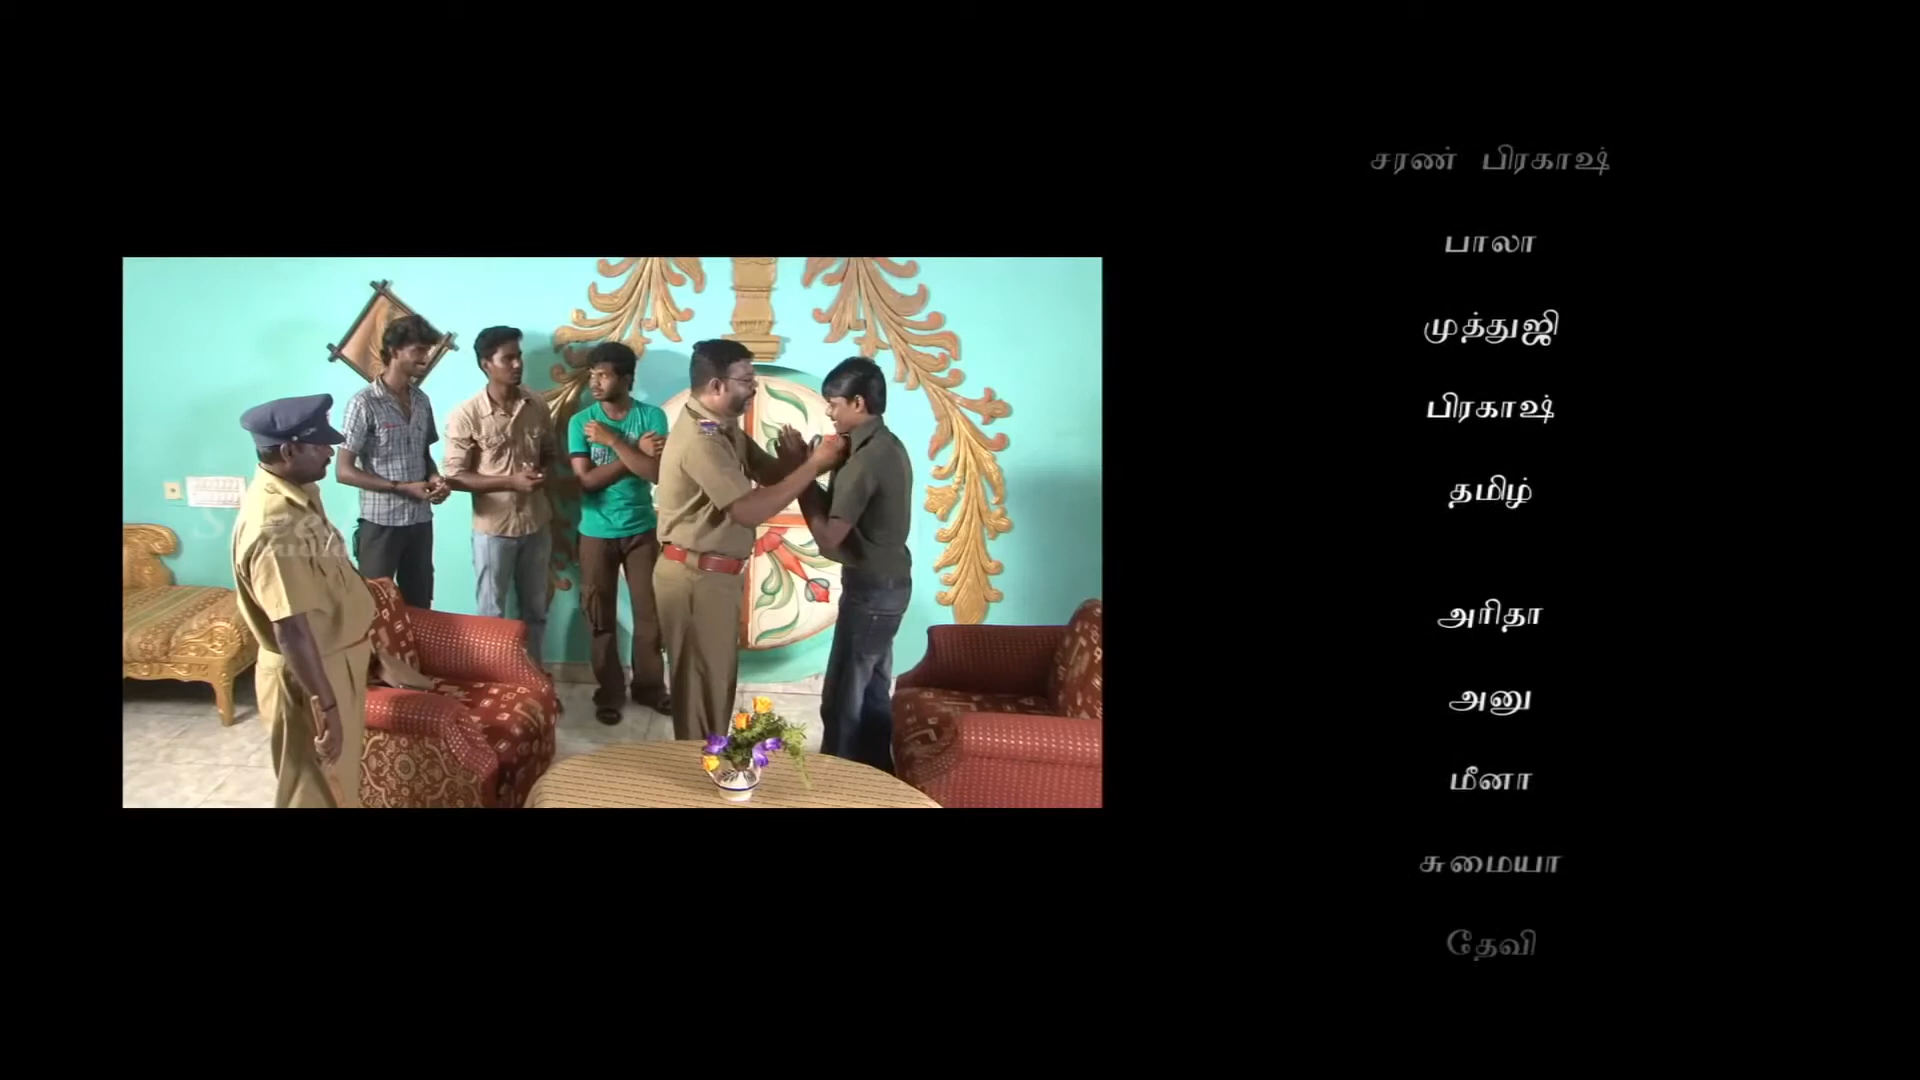 சரண் பிரகாஷ்
பாலா
முத்துஜி
பிரகாஷ்
தமிழ்
அரிதா
அனு
மீனா
சுமையா
தேவி